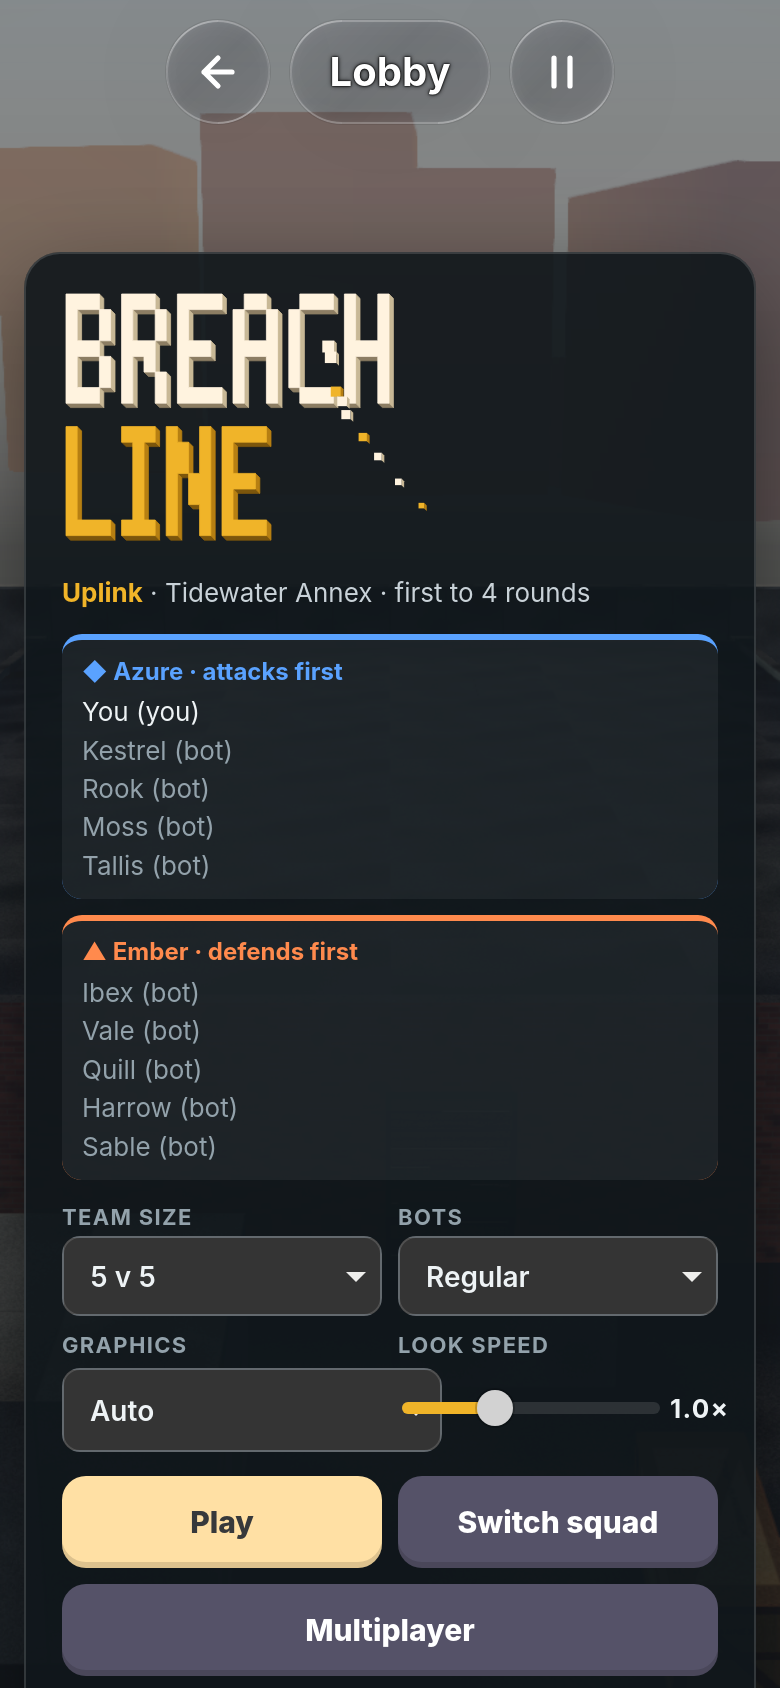 Lobby
BREACH
LINE
Uplink · Tidewater Annex · first to 4 rounds
Azure · attacks first
You (you)
Kestrel (bot)
Rook (bot)
Moss (bot)
Tallis (bot)
Ember · defends first
Ibex (bot)
Vale (bot)
Quill (bot)
Harrow (bot)
Sable (bot)
TEAM SIZE BOTS
5 v 5 Regular
GRAPHICS LOOK SPEED
Auto 1.0×
Play Switch squad
Multiplayer